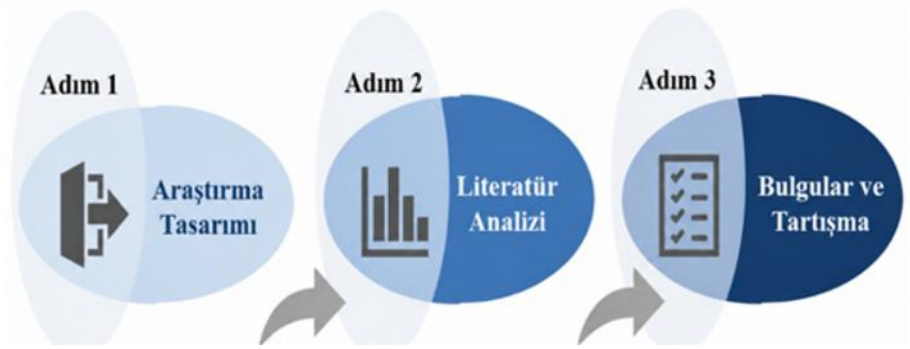 Adım 1
Araştırma
Tasarımı
Adım 2
Literatür
Analizi
Adım 3
Bulgular ve
Tartışma